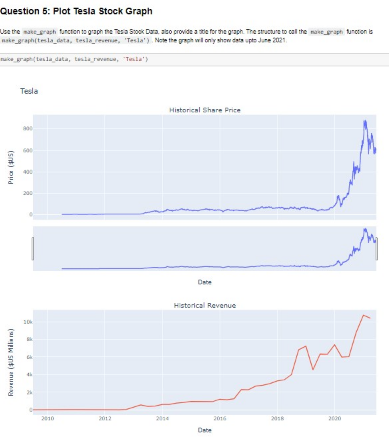 Question 5: Plot Tesla Stock Graph
Use the make_graph function to graph the Tesla Stock Data, also provide a title for the graph. The structure to call the make_graph function is
make_graph(tesla_data, tesla_revenue, 'Tesla') . Note the graph will only show data upto June 2021.
make_graph(tesla_data, tesla_revenue, 'Tesla')
Tesla
Historical Share Price
Price ($US)
800
600
400
200
0
Date
Historical Revenue
Revenue ($US Millions)
10k
8k
6k
4k
2k
0
2010 2012 2014 2016 2018 2020
Date